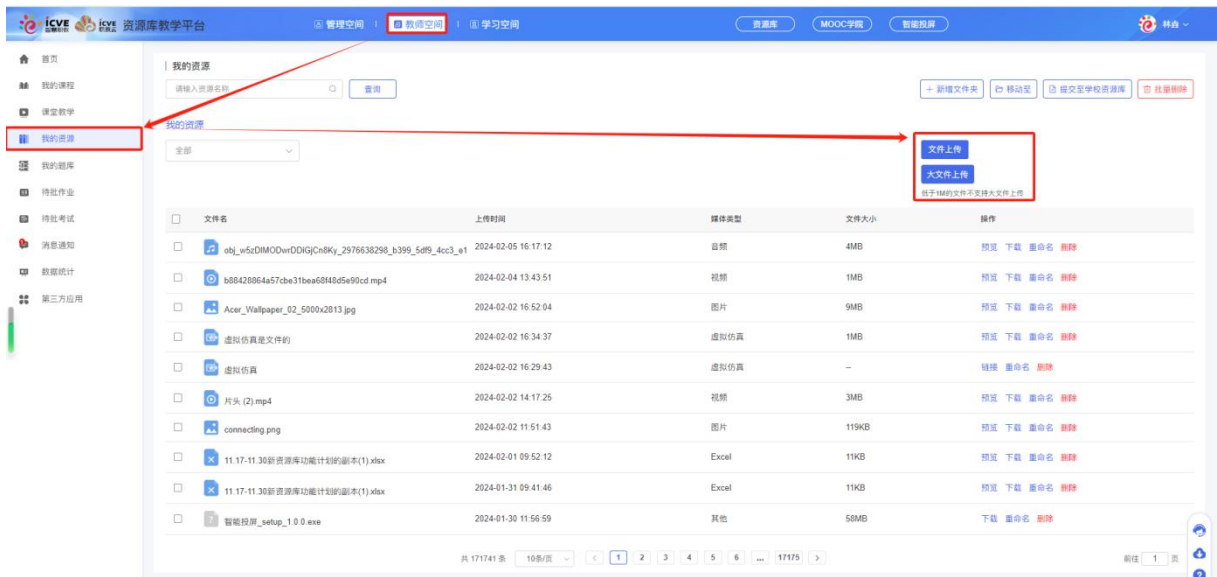 icve 智慧职教 icve 职教云 资源库教学平台 管理空间 教师空间 学习空间 资源库 MOOC学院 智能投屏
首页
我的课程
课堂教学
我的资源
我的题库
待批作业
待批考试
消息通知
数据统计
第三方应用
我的资源
请输入资源名称 查询 + 新增文件夹 移动至 提交至学校资源库 批量删除
我的资源
全部
文件上传
大文件上传
低于1M的文件不支持大文件上传
文件名 上传时间 媒体类型 文件大小 操作
2024-02-05 16:17:12 音频 4MB 预览 下载 重命名 删除
b88428864a57cbe31bea68f48d5e90cd.mp4 2024-02-04 13:43:51 视频 1MB 预览 下载 重命名 删除
Acer_Wallpaper_02_5000x2813.jpg 2024-02-02 16:52:04 图片 9MB 预览 下载 重命名 删除
虚拟仿真是文件的 2024-02-02 16:34:37 虚拟仿真 1MB 预览 下载 重命名 删除
虚拟仿真 2024-02-02 16:29:43 虚拟仿真 -- 链接 重命名 删除
片头 (2).mp4 2024-02-02 14:17:25 视频 3MB 预览 下载 重命名 删除
connecting.png 2024-02-02 11:51:43 图片 119KB 预览 下载 重命名 删除
11.17-11.30新资源库功能计划的副本(1).xlsx 2024-02-01 09:52:12 Excel 11KB 预览 下载 重命名 删除
11.17-11.30新资源库功能计划的副本(1).xlsx 2024-01-31 09:41:46 Excel 11KB 预览 下载 重命名 删除
智能投屏_setup_1.0.0.exe 2024-01-30 11:56:59 其他 58MB 下载 重命名 删除
共 171741 条 10条/页 < 1 2 3 4 5 6 ... 17175 > 前往 1 页